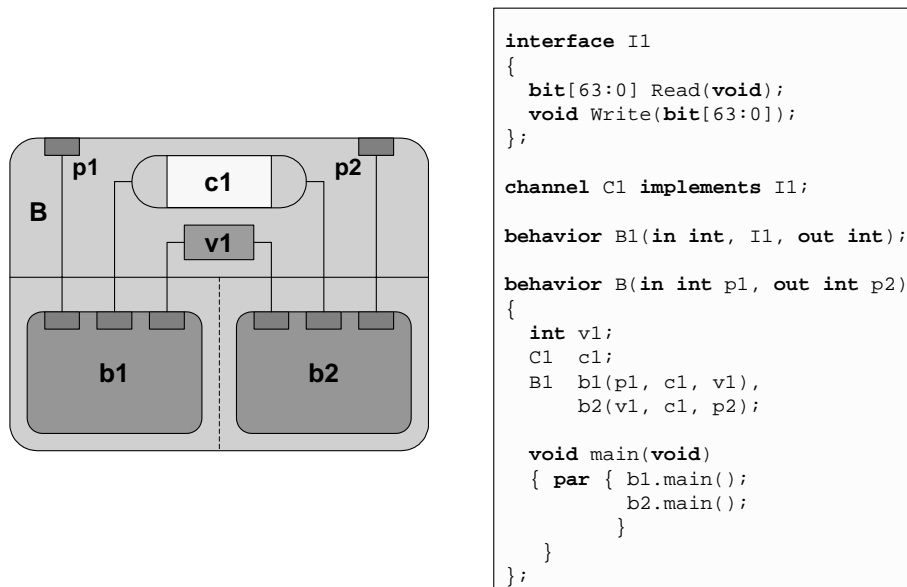 p1
p2
c1
B
v1
b1
b2
interface I1
{
  bit[63:0] Read(void);
  void Write(bit[63:0]);
};
channel C1 implements I1;
behavior B1(in int, I1, out int);
behavior B(in int p1, out int p2)
{
  int v1;
  C1  c1;
  B1  b1(p1, c1, v1),
      b2(v1, c1, p2);
  void main(void)
  { par { b1.main();
          b2.main();
         }
   }
};